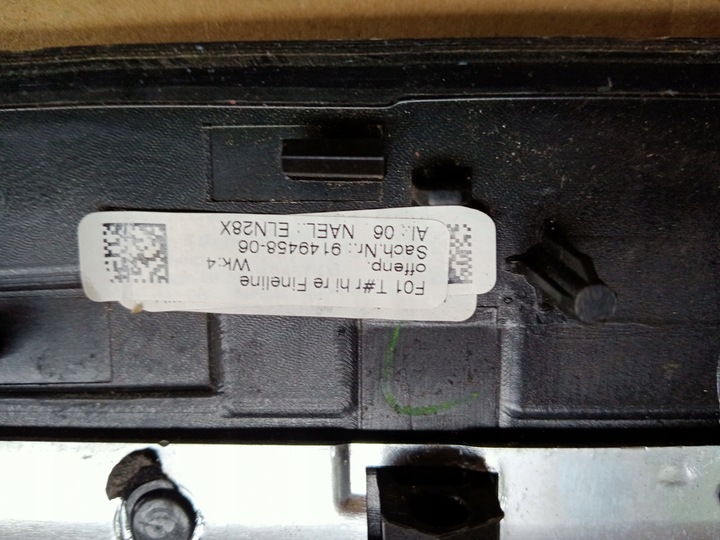 F01 T#r hi re Fineline
Wk:4
offenp.
Sach.Nr.: 9149458-06
AI.: 06 NAEL.: ELN28X